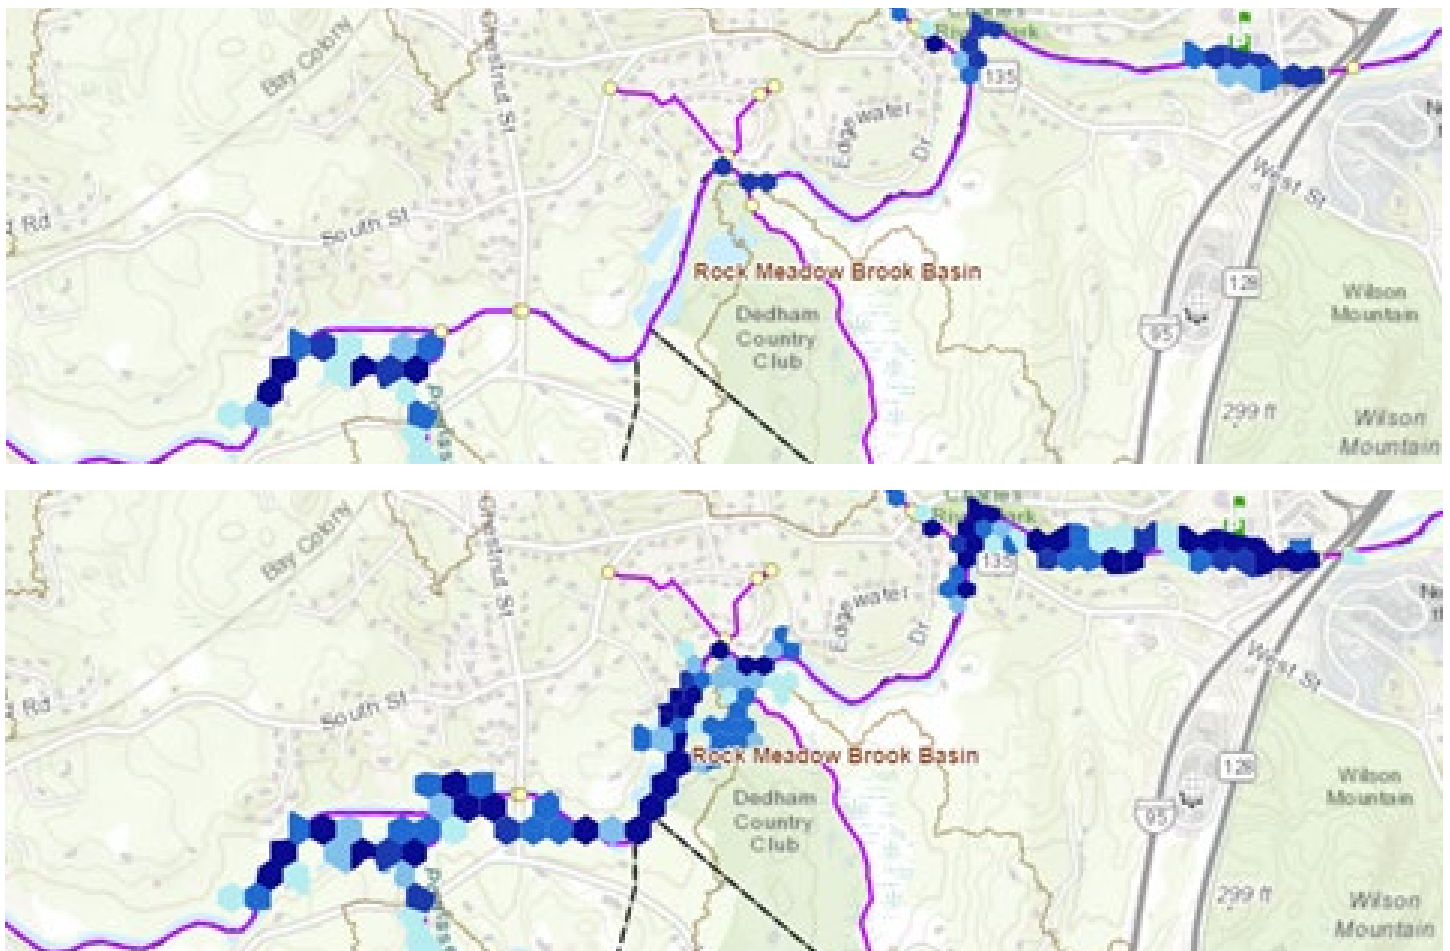 Bay Colony
Chestnut St
135
Edgewater
Dr
West St
Rd
South St
Rock Meadow Brook Basin
128
Dedham
Country
Club
95
Wilson
Mountain
299 ft
Wilson
Mountain
Bay Colony
Chestnut St
135
Edgewater
Dr
West St
Rd
South St
Rock Meadow Brook Basin
128
Dedham
Country
Club
95
Wilson
Mountain
299 ft
Wilson
Mountain